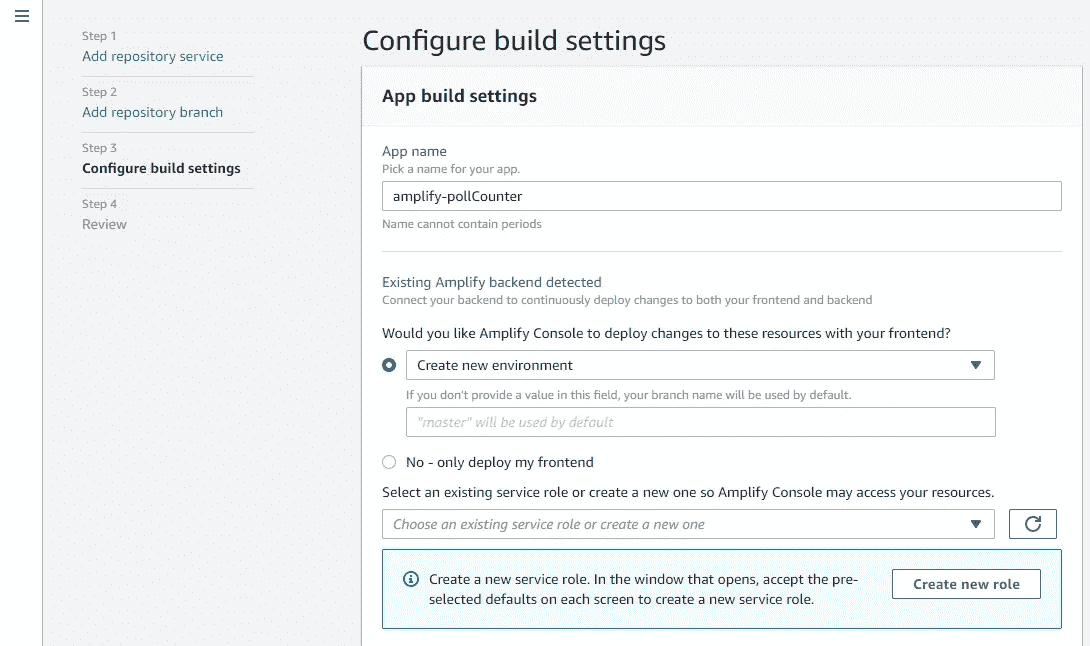 Step 1
Add repository service
Step 2
Add repository branch
Step 3
Configure build settings
Step 4
Review
Configure build settings
App build settings
App name
Pick a name for your app.
amplify-pollCounter
Name cannot contain periods
Existing Amplify backend detected
Connect your backend to continuously deploy changes to both your frontend and backend
Would you like Amplify Console to deploy changes to these resources with your frontend?
Create new environment
If you don't provide a value in this field, your branch name will be used by default.
"master" will be used by default
No - only deploy my frontend
Select an existing service role or create a new one so Amplify Console may access your resources.
Choose an existing service role or create a new one
Create a new service role. In the window that opens, accept the pre-
selected defaults on each screen to create a new service role.
Create new role